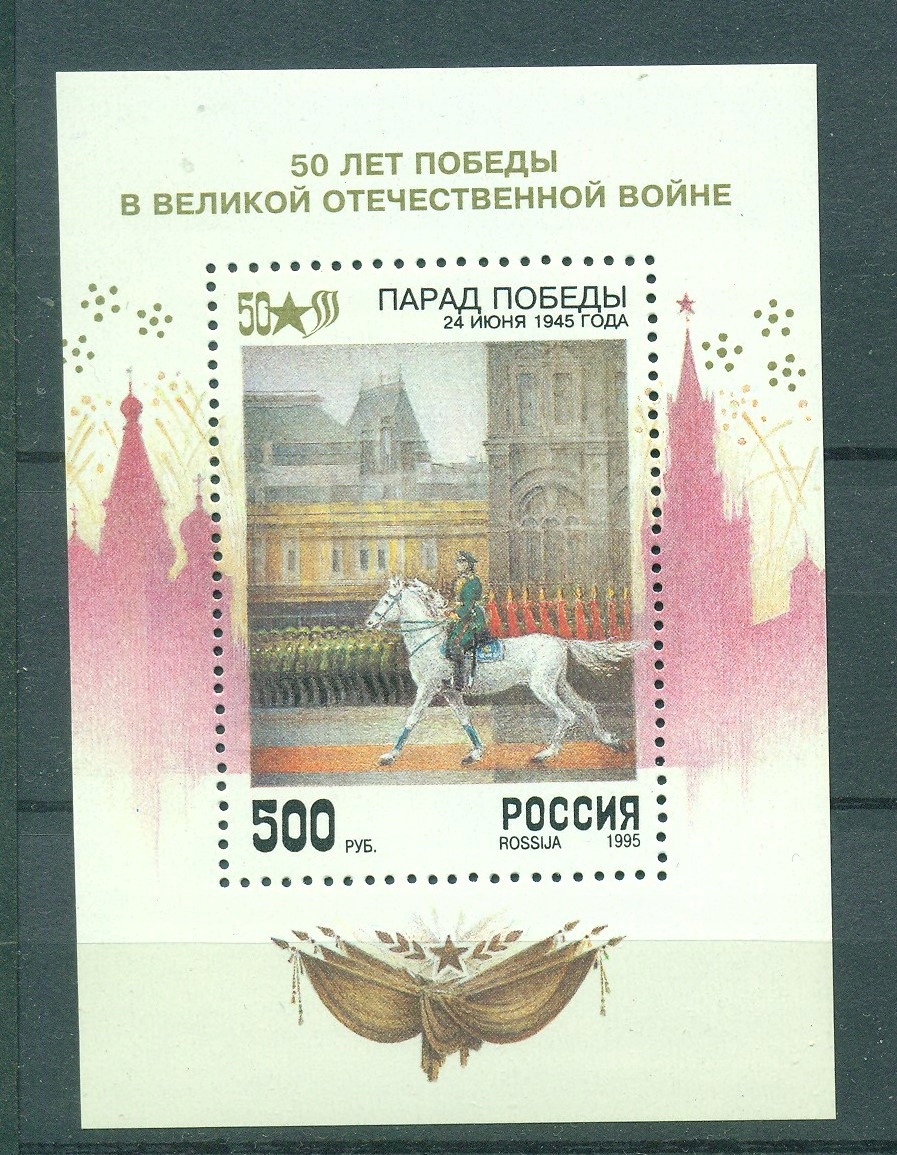 50 ЛЕТ ПОБЕДЫ
В ВЕЛИКОЙ ОТЕЧЕСТВЕННОЙ ВОЙНЕ
50
ПАРАД ПОБЕДЫ
24 ИЮНЯ 1945 ГОДА
500 РУБ.
РОССИЯ
ROSSIJA 1995